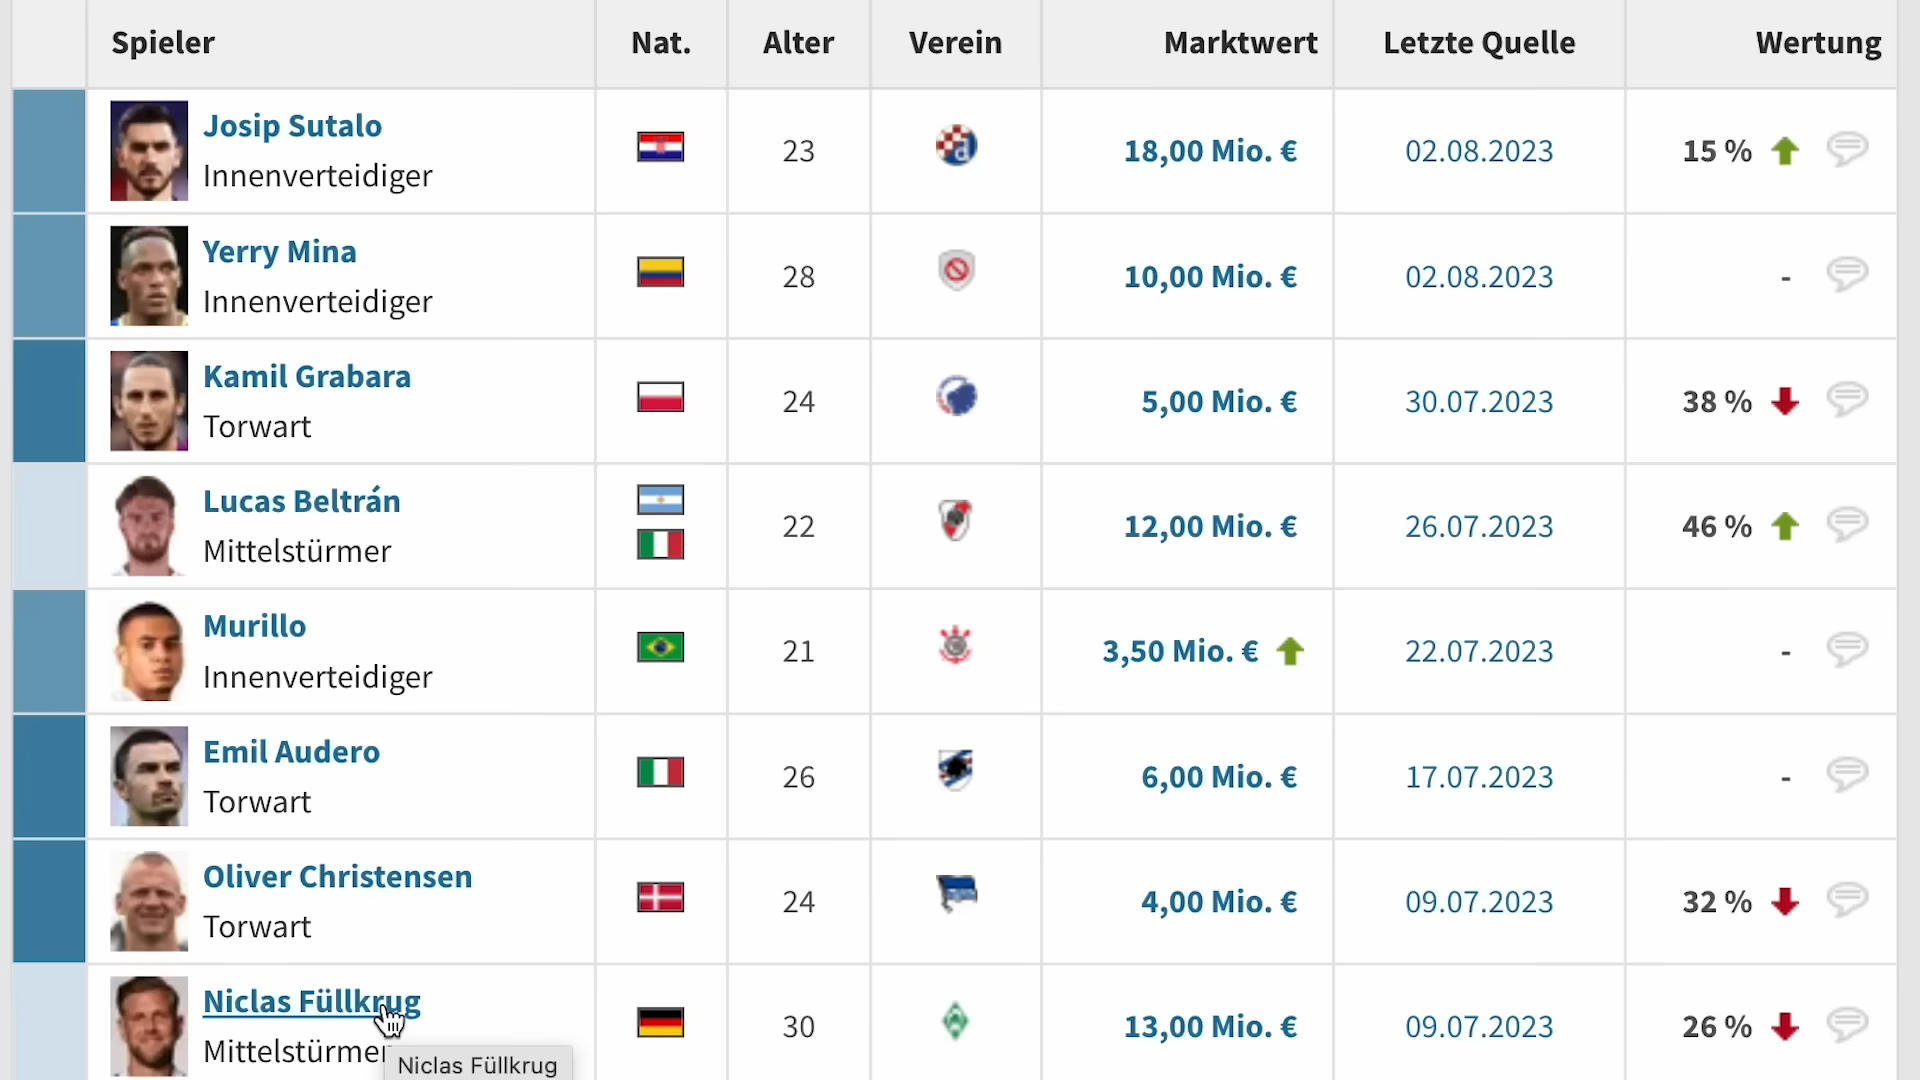 Spieler Nat. Alter Verein Marktwert Letzte Quelle Wertung
Josip Sutalo
Innenverteidiger
23 18,00 Mio. € 02.08.2023 15 %
Yerry Mina
Innenverteidiger
28 10,00 Mio. € 02.08.2023 -
Kamil Grabara
Torwart
24 5,00 Mio. € 30.07.2023 38 %
Lucas Beltrán
Mittelstürmer
22 12,00 Mio. € 26.07.2023 46 %
Murillo
Innenverteidiger
21 3,50 Mio. € 22.07.2023 -
Emil Audero
Torwart
26 6,00 Mio. € 17.07.2023 -
Oliver Christensen
Torwart
24 4,00 Mio. € 09.07.2023 32 %
Niclas Füllkrug
Mittelstürmer
30 13,00 Mio. € 09.07.2023 26 %
Niclas Füllkrug